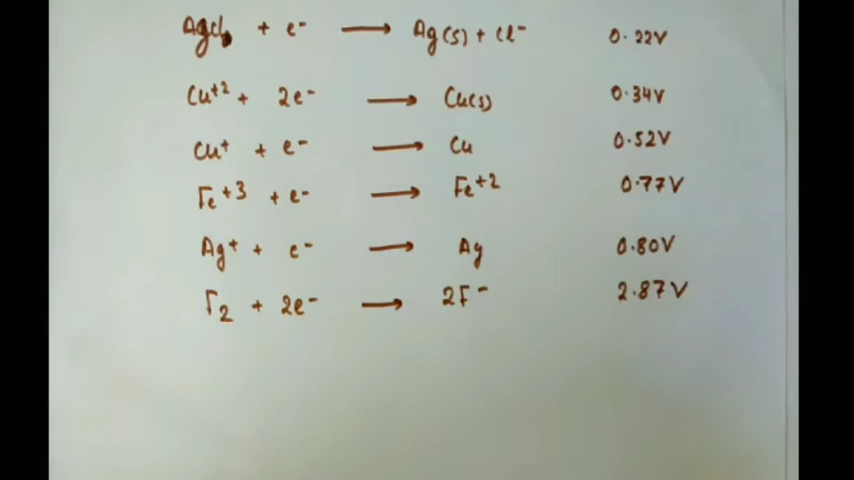 AgCl + e⁻ ⟶ Ag(s) + Cl⁻ 0.22V
Cu⁺² + 2e⁻ ⟶ Cu(s) 0.34V
Cu⁺ + e⁻ ⟶ Cu 0.52V
Fe⁺³ + e⁻ ⟶ Fe⁺² 0.77V
Ag⁺ + e⁻ ⟶ Ag 0.80V
F₂ + 2e⁻ ⟶ 2F⁻ 2.87V